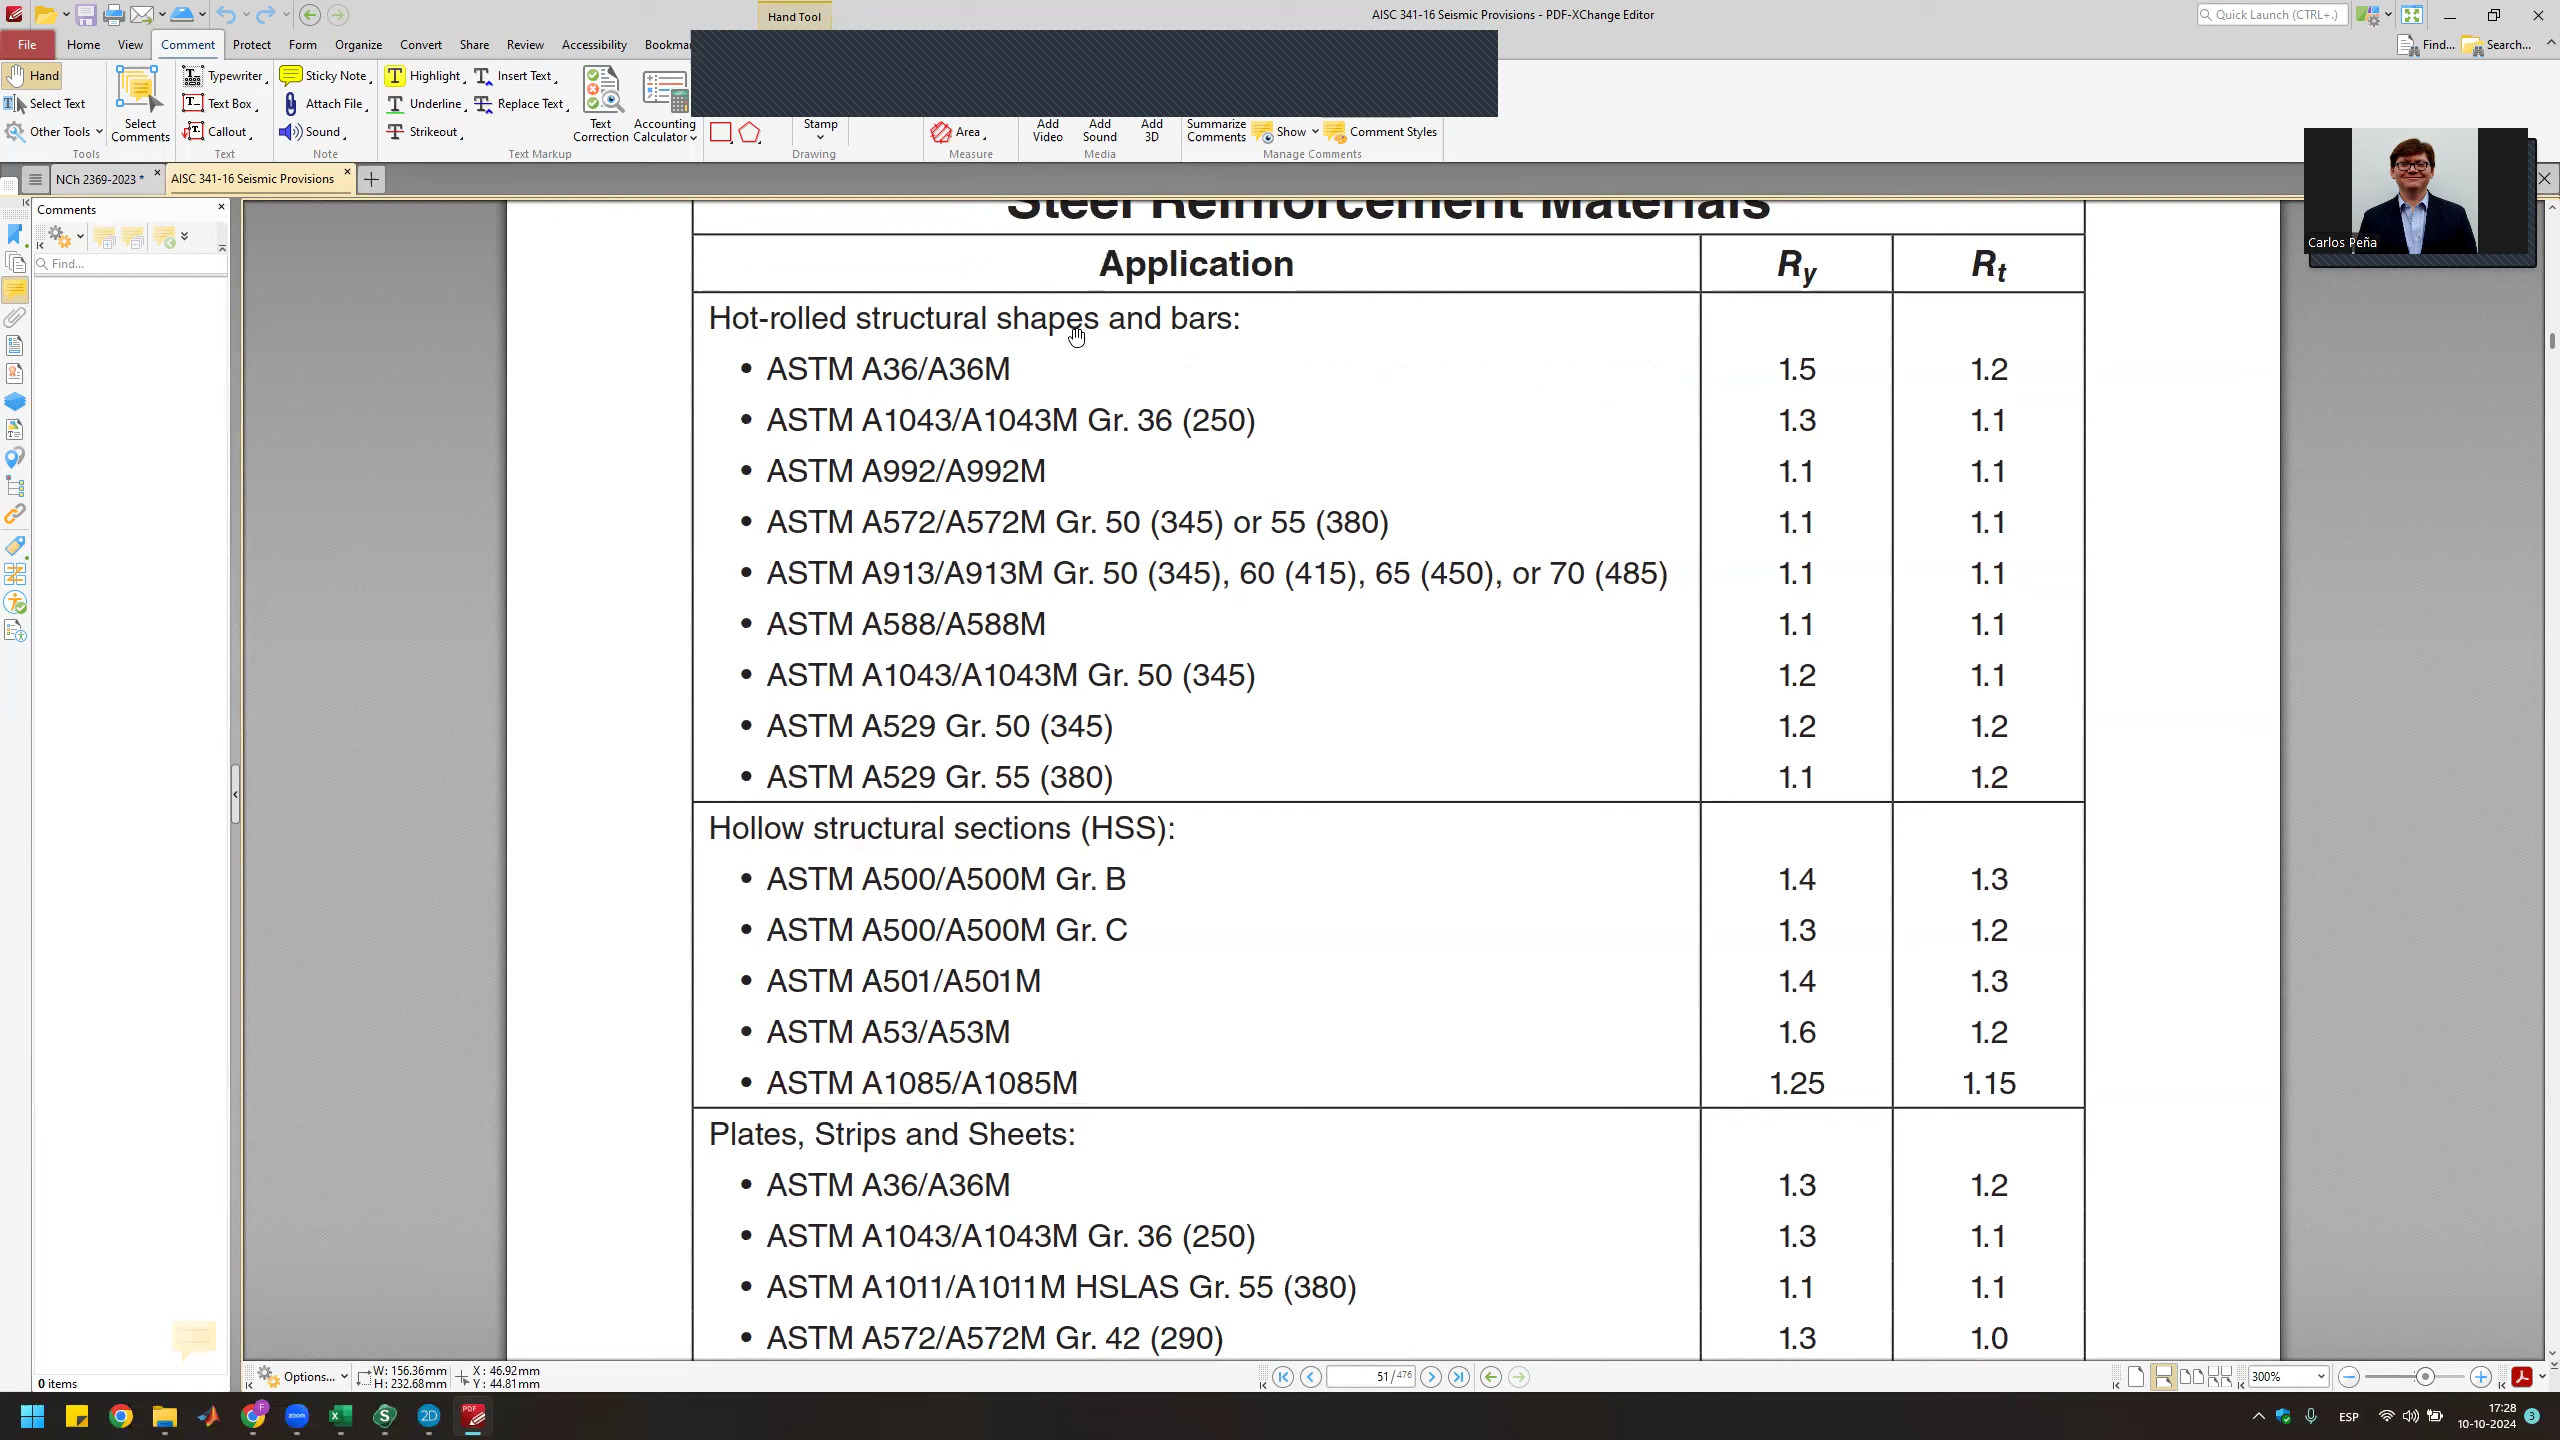 Hand Tool
AISC 341-16 Seismic Provisions - PDF-XChange Editor
Quick Launch (CTRL+.)
File Home View Comment Protect Form Organize Convert Share Review Accessibility Bookmar
Find... Search...
Hand Typewriter Sticky Note Highlight Insert Text
Select Text Text Box Attach File Underline Replace Text
Other Tools Select Comments Callout Sound Strikeout Text Correction Accounting Calculator Stamp Area Add Video Add Sound Add 3D Summarize Comments Show Comment Styles
Tools Text Note Text Markup Drawing Measure Media Manage Comments
NCh 2369-2023 * AISC 341-16 Seismic Provisions
Comments
Find...
Carlos Peña
Steel Reinforcement Materials
Application Ry Rt
Hot-rolled structural shapes and bars:
• ASTM A36/A36M 1.5 1.2
• ASTM A1043/A1043M Gr. 36 (250) 1.3 1.1
• ASTM A992/A992M 1.1 1.1
• ASTM A572/A572M Gr. 50 (345) or 55 (380) 1.1 1.1
• ASTM A913/A913M Gr. 50 (345), 60 (415), 65 (450), or 70 (485) 1.1 1.1
• ASTM A588/A588M 1.1 1.1
• ASTM A1043/A1043M Gr. 50 (345) 1.2 1.1
• ASTM A529 Gr. 50 (345) 1.2 1.2
• ASTM A529 Gr. 55 (380) 1.1 1.2
Hollow structural sections (HSS):
• ASTM A500/A500M Gr. B 1.4 1.3
• ASTM A500/A500M Gr. C 1.3 1.2
• ASTM A501/A501M 1.4 1.3
• ASTM A53/A53M 1.6 1.2
• ASTM A1085/A1085M 1.25 1.15
Plates, Strips and Sheets:
• ASTM A36/A36M 1.3 1.2
• ASTM A1043/A1043M Gr. 36 (250) 1.3 1.1
• ASTM A1011/A1011M HSLAS Gr. 55 (380) 1.1 1.1
• ASTM A572/A572M Gr. 42 (290) 1.3 1.0
0 items
Options... W: 156.36mm X: 46.92mm
H: 232.68mm Y: 44.81mm
51 / 476
300%
ESP
17:28
10-10-2024
3